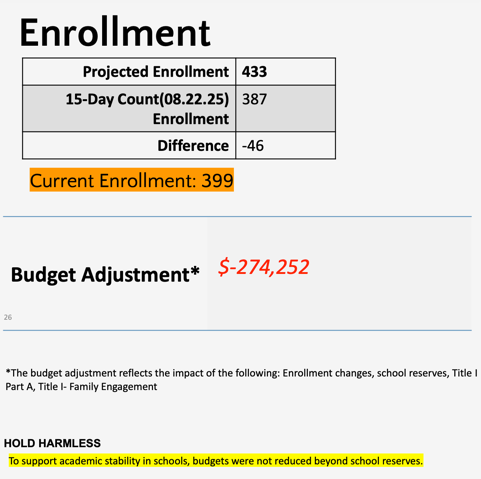 Enrollment
Projected Enrollment 433
15-Day Count(08.22.25) 387
Enrollment
Difference -46
Current Enrollment: 399
Budget Adjustment* $-274,252
26
*The budget adjustment reflects the impact of the following: Enrollment changes, school reserves, Title I
Part A, Title I- Family Engagement
HOLD HARMLESS
To support academic stability in schools, budgets were not reduced beyond school reserves.